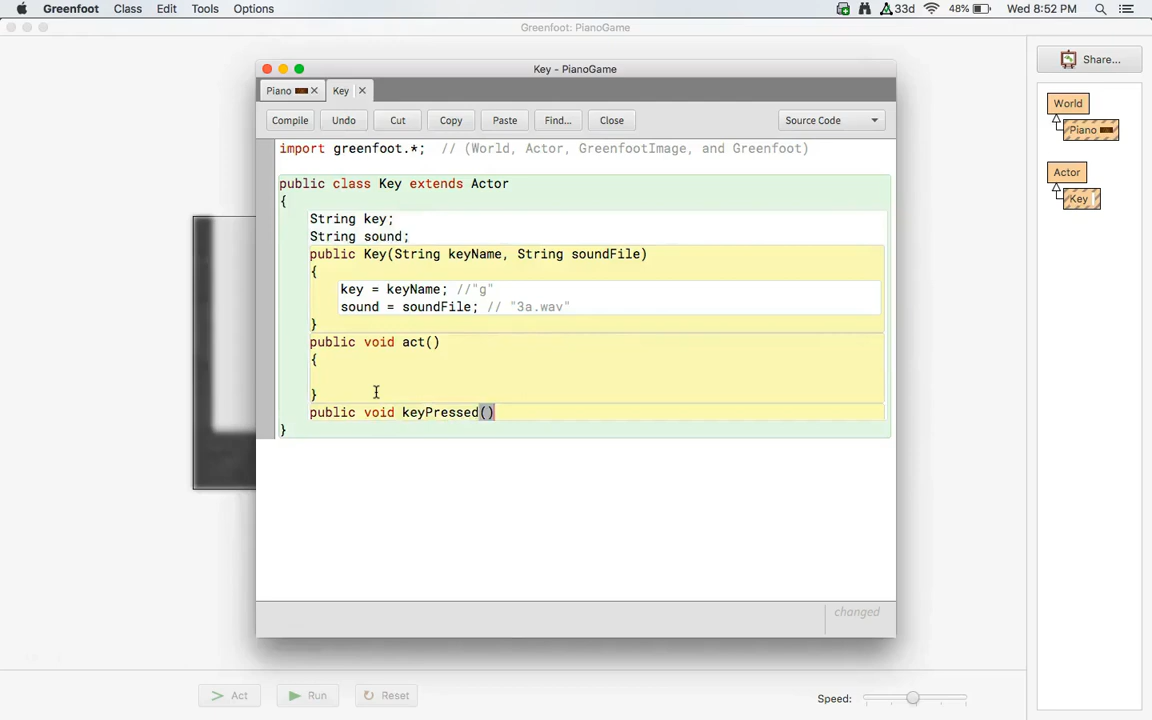 Greenfoot Class Edit Tools Options 33d 48% Wed 8:52 PM
Greenfoot: PianoGame
Key - PianoGame
Share...
Piano Key
World
Compile Undo Cut Copy Paste Find... Close Source Code
Piano
import greenfoot.*; // (World, Actor, GreenfootImage, and Greenfoot)
Actor
public class Key extends Actor
Key
{
String key;
String sound;
public Key(String keyName, String soundFile)
{
key = keyName; //"g"
sound = soundFile; // "3a.wav"
}
public void act()
{
}
public void keyPressed()
}
changed
Act Run Reset Speed: